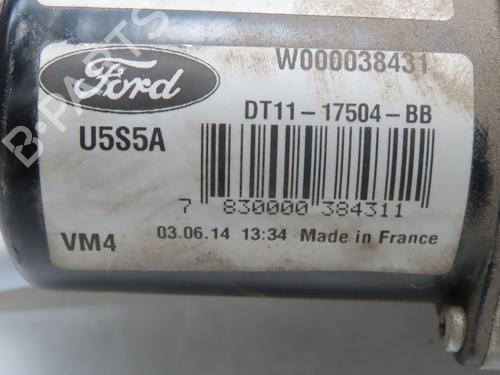 Ford
W000038431
DT11-17504-BB
U5S5A
7 830000 384311
VM4
03.06.14 13:34 Made in France
B-PARTS